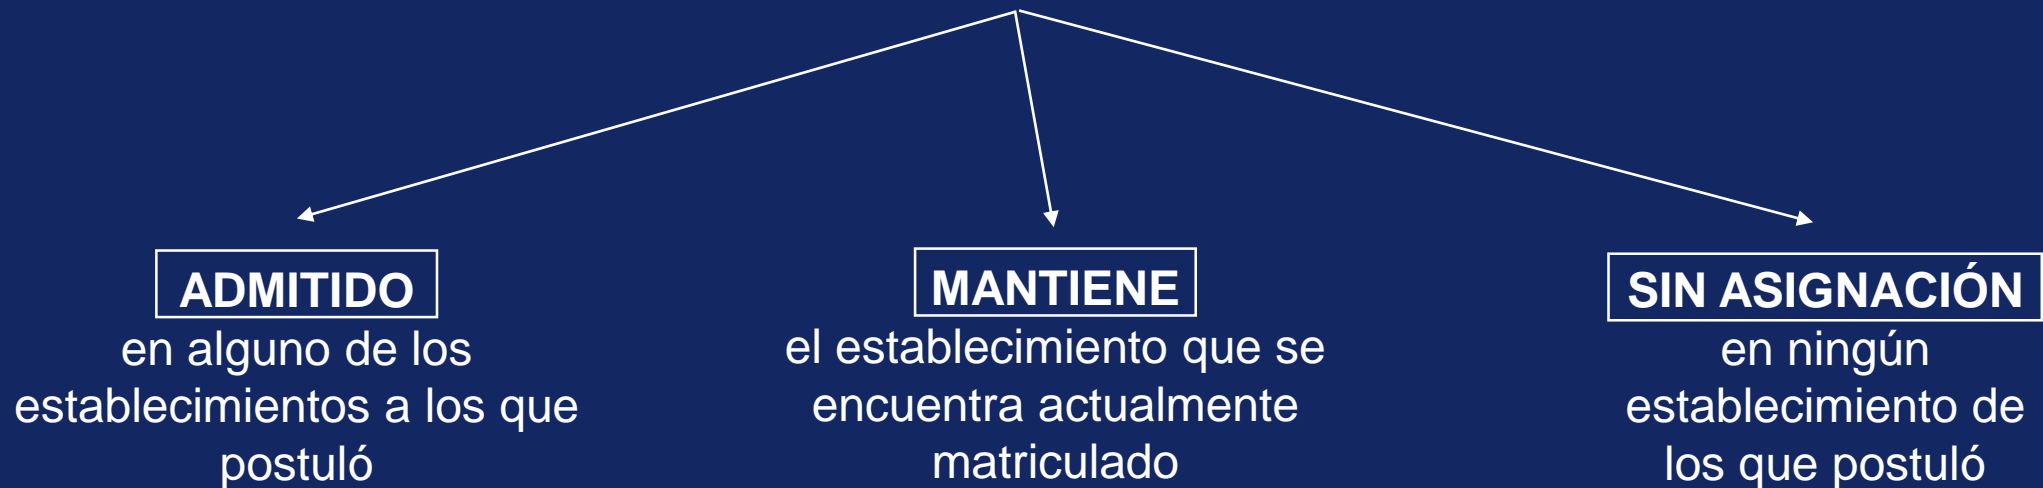 ADMITIDO
en alguno de los
establecimientos a los que
postuló
MANTIENE
el establecimiento que se
encuentra actualmente
matriculado
SIN ASIGNACIÓN
en ningún
establecimiento de
los que postuló